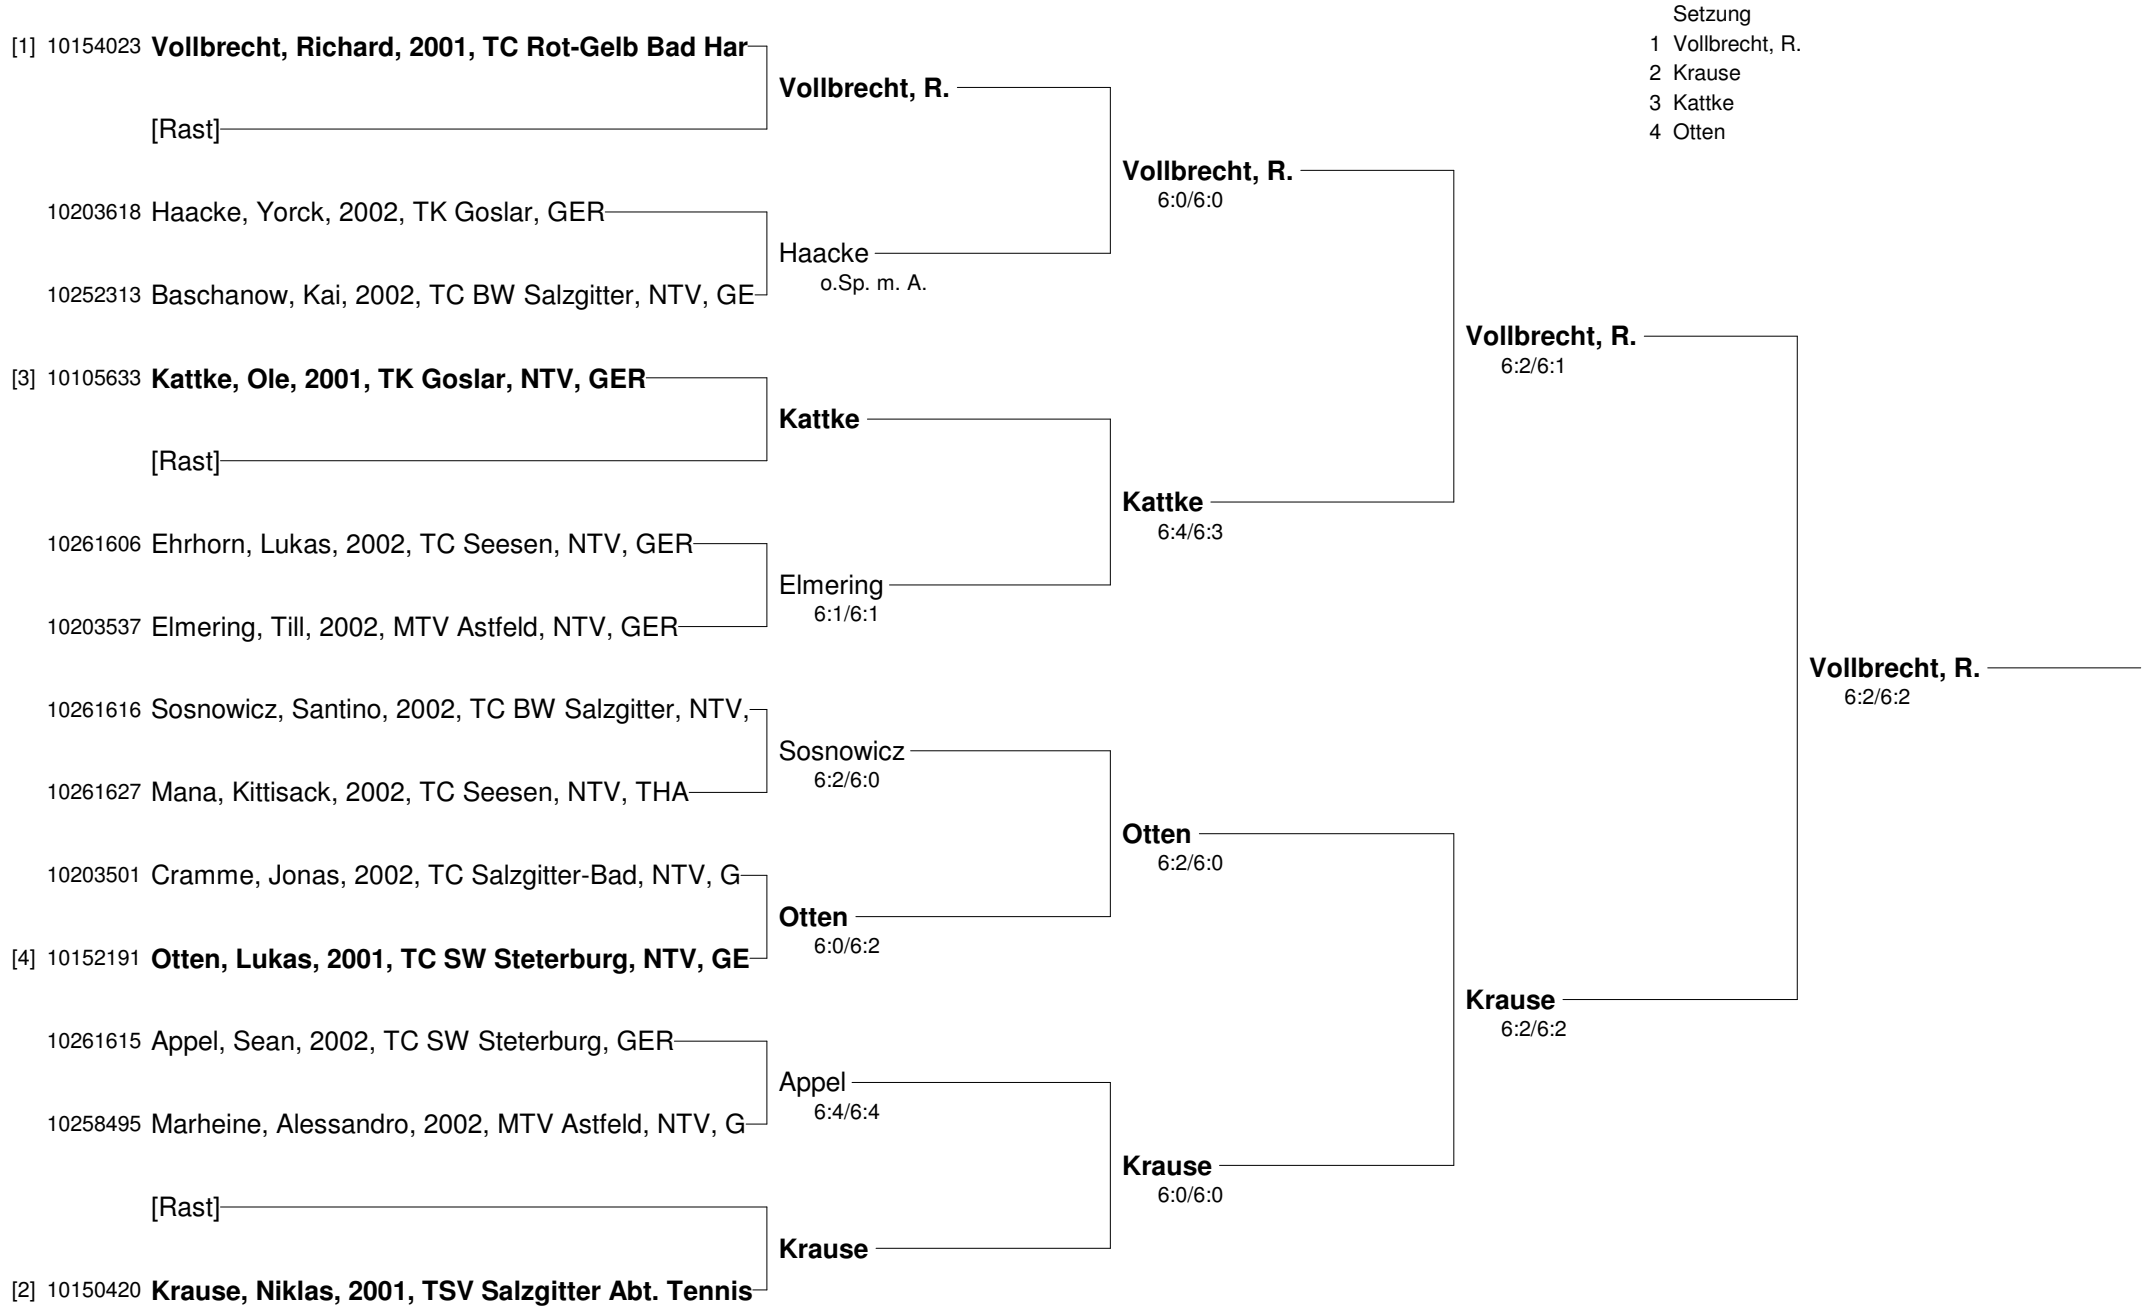 Setzung
1 Vollbrecht, R.
2 Krause
3 Kattke
4 Otten
[1] 10154023 Vollbrecht, Richard, 2001, TC Rot-Gelb Bad Har
Vollbrecht, R.
[Rast]
Vollbrecht, R.
6:0/6:0
10203618 Haacke, Yorck, 2002, TK Goslar, GER
Haacke
o.Sp. m. A.
10252313 Baschanow, Kai, 2002, TC BW Salzgitter, NTV, GE
Vollbrecht, R.
6:2/6:1
[3] 10105633 Kattke, Ole, 2001, TK Goslar, NTV, GER
Kattke
[Rast]
Kattke
6:4/6:3
10261606 Ehrhorn, Lukas, 2002, TC Seesen, NTV, GER
Elmering
6:1/6:1
10203537 Elmering, Till, 2002, MTV Astfeld, NTV, GER
Vollbrecht, R.
6:2/6:2
10261616 Sosnowicz, Santino, 2002, TC BW Salzgitter, NTV,
Sosnowicz
6:2/6:0
10261627 Mana, Kittisack, 2002, TC Seesen, NTV, THA
Otten
6:2/6:0
10203501 Cramme, Jonas, 2002, TC Salzgitter-Bad, NTV, G
Otten
6:0/6:2
[4] 10152191 Otten, Lukas, 2001, TC SW Steterburg, NTV, GE
Krause
6:2/6:2
10261615 Appel, Sean, 2002, TC SW Steterburg, GER
Appel
6:4/6:4
10258495 Marheine, Alessandro, 2002, MTV Astfeld, NTV, G
Krause
6:0/6:0
[Rast]
Krause
[2] 10150420 Krause, Niklas, 2001, TSV Salzgitter Abt. Tennis